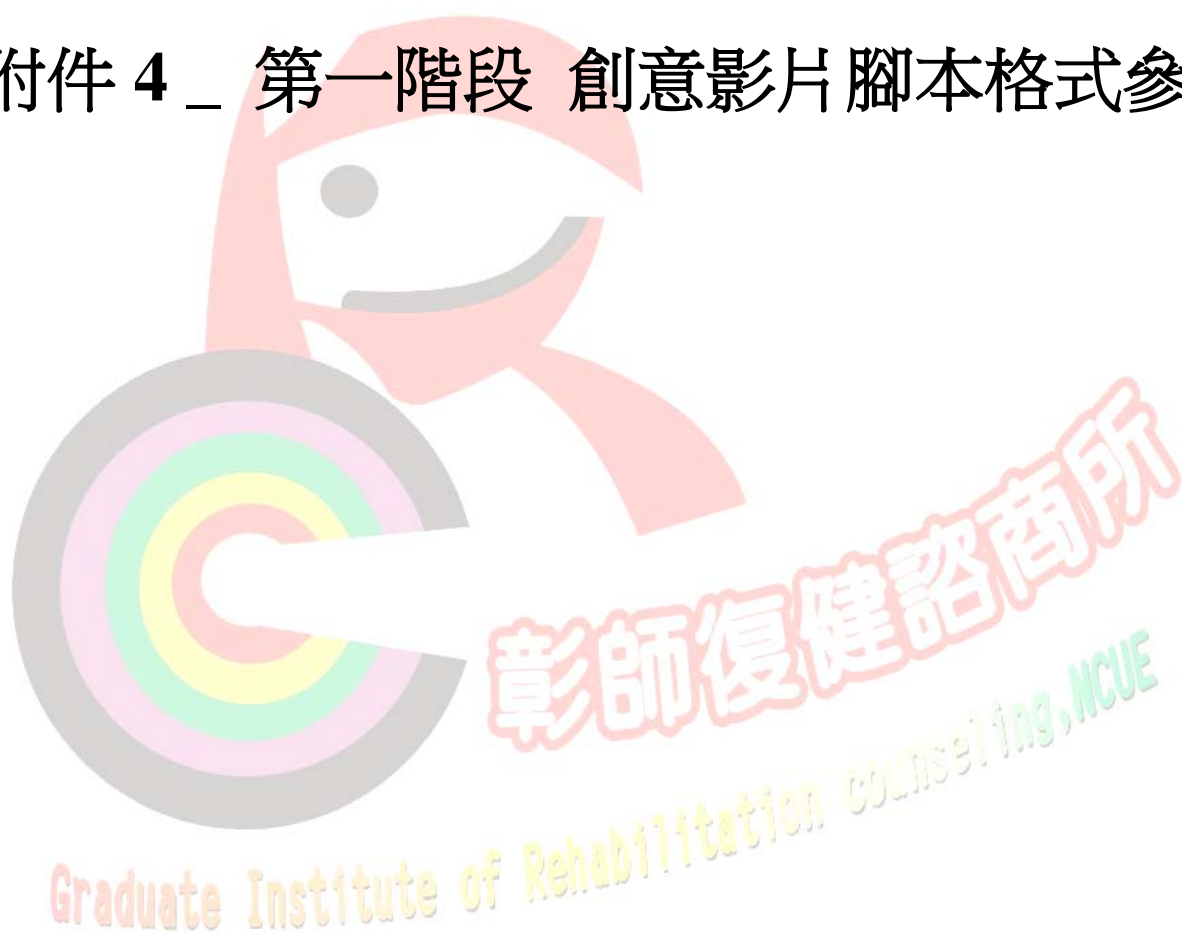 附件 4 _ 第一階段 創意影片腳本格式參
彰師復健諮商所
Graduate Institute of Rehabilitation counseling,NCUE